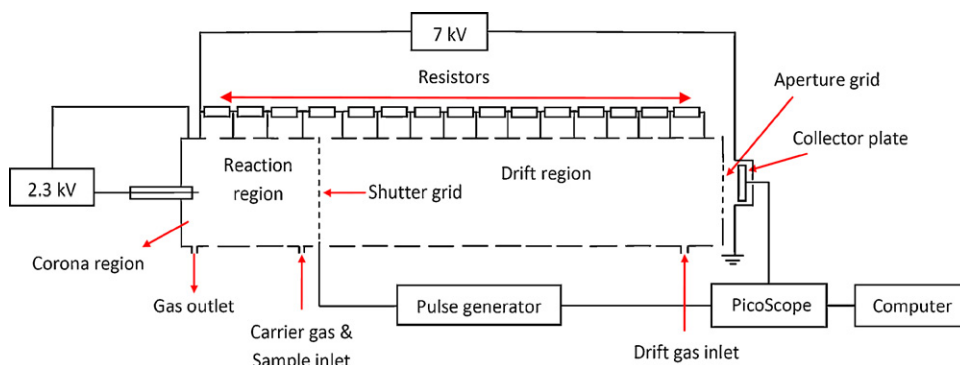 7 kV
Resistors
Aperture grid
Collector plate
Reaction
region
Drift region
2.3 kV
Shutter grid
Corona region
Gas outlet
Pulse generator
PicoScope
Computer
Carrier gas &
Sample inlet
Drift gas inlet